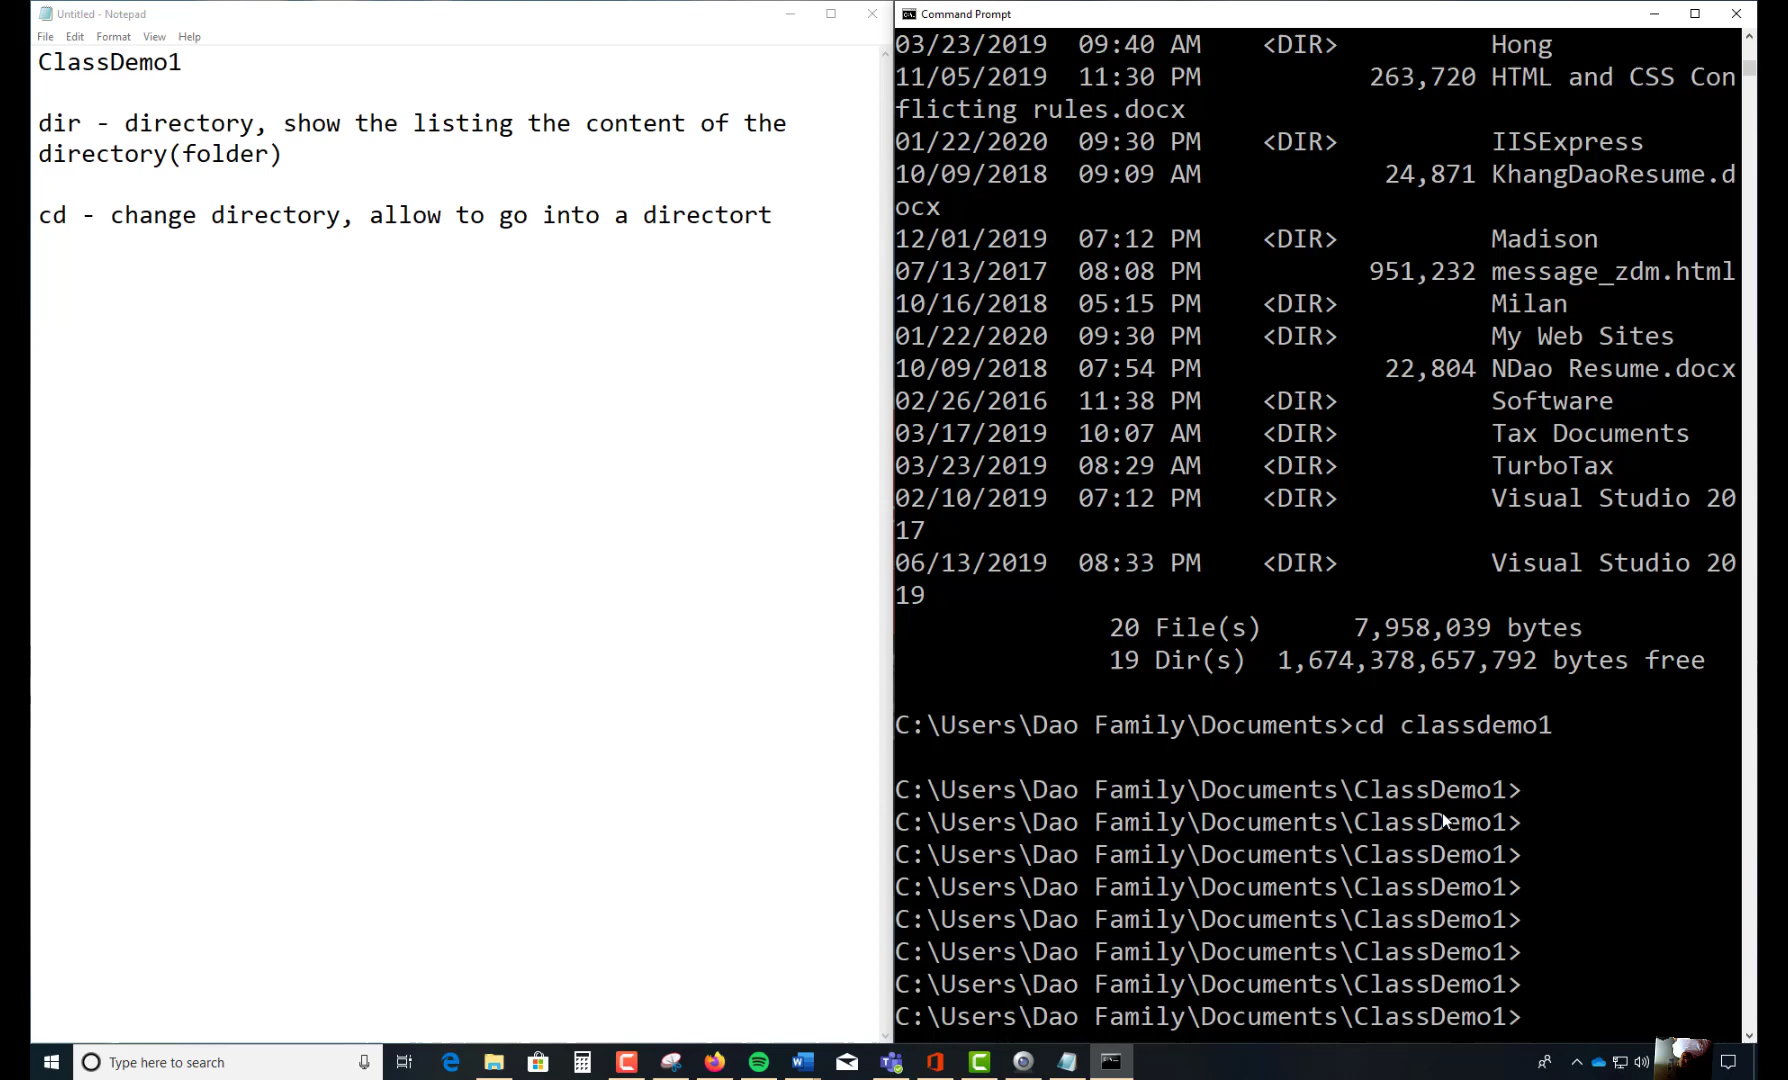 Untitled - Notepad
File Edit Format View Help
ClassDemo1
dir - directory, show the listing the content of the
directory(folder)
cd - change directory, allow to go into a directort
Type here to search
Command Prompt
03/23/2019 09:40 AM <DIR> Hong
11/05/2019 11:30 PM 263,720 HTML and CSS Con
flicting rules.docx
01/22/2020 09:30 PM <DIR> IISExpress
10/09/2018 09:09 AM 24,871 KhangDaoResume.d
ocx
12/01/2019 07:12 PM <DIR> Madison
07/13/2017 08:08 PM 951,232 message_zdm.html
10/16/2018 05:15 PM <DIR> Milan
01/22/2020 09:30 PM <DIR> My Web Sites
10/09/2018 07:54 PM 22,804 NDao Resume.docx
02/26/2016 11:38 PM <DIR> Software
03/17/2019 10:07 AM <DIR> Tax Documents
03/23/2019 08:29 AM <DIR> TurboTax
02/10/2019 07:12 PM <DIR> Visual Studio 20
17
06/13/2019 08:33 PM <DIR> Visual Studio 20
19
20 File(s) 7,958,039 bytes
19 Dir(s) 1,674,378,657,792 bytes free
C:\Users\Dao Family\Documents>cd classdemo1
C:\Users\Dao Family\Documents\ClassDemo1>
C:\Users\Dao Family\Documents\ClassDemo1>
C:\Users\Dao Family\Documents\ClassDemo1>
C:\Users\Dao Family\Documents\ClassDemo1>
C:\Users\Dao Family\Documents\ClassDemo1>
C:\Users\Dao Family\Documents\ClassDemo1>
C:\Users\Dao Family\Documents\ClassDemo1>
C:\Users\Dao Family\Documents\ClassDemo1>